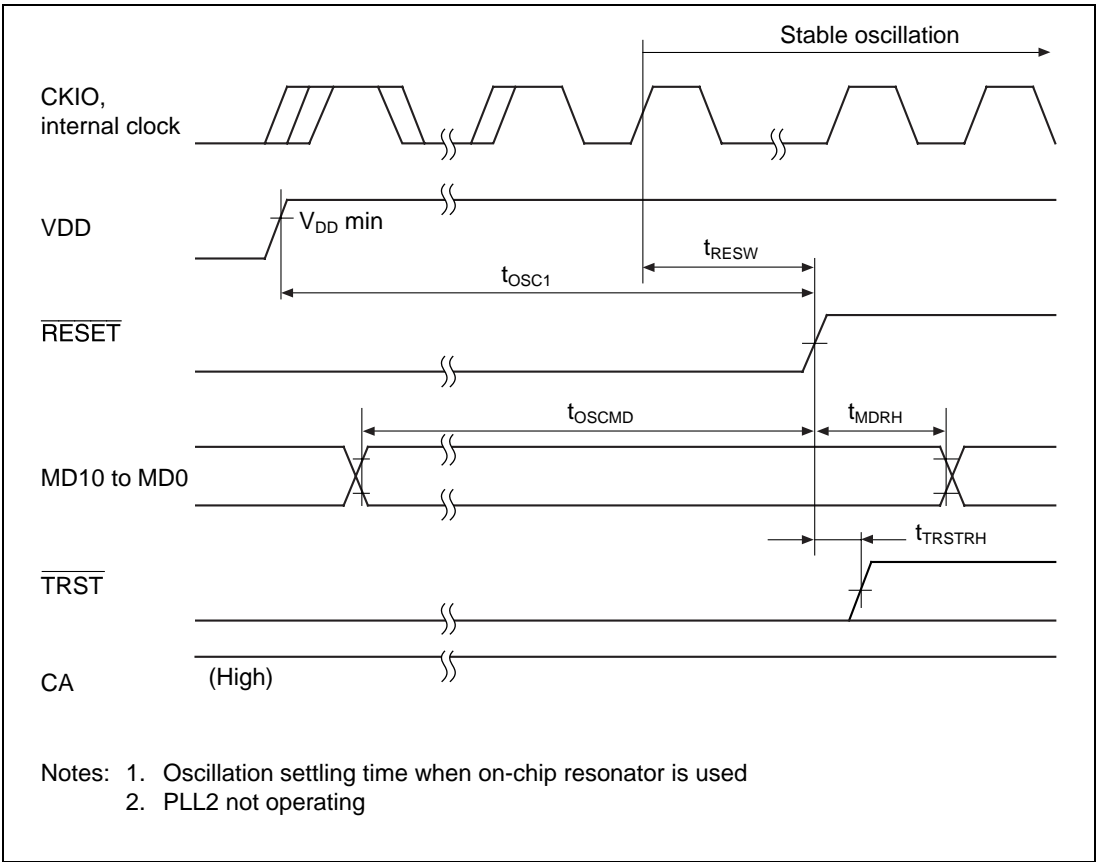 Stable oscillation
CKIO,
internal clock
VDD
VDD min
tRESW
tOSC1
RESET
tOSCMD
tMDRH
MD10 to MD0
tTRSTRH
TRST
CA
(High)
Notes: 1. Oscillation settling time when on-chip resonator is used
2. PLL2 not operating